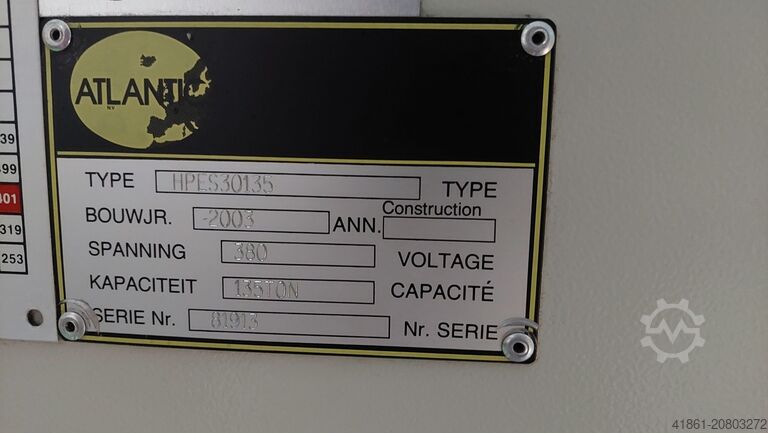 ATLANTI
N.V.
TYPE HPES30135 TYPE
BOUWJR. -2003 ANN. Construction
SPANNING 380 VOLTAGE
KAPACITEIT 135TON CAPACITÉ
SERIE Nr. 81913 Nr. SERIE
39
99
01
319
253
41861-20803272